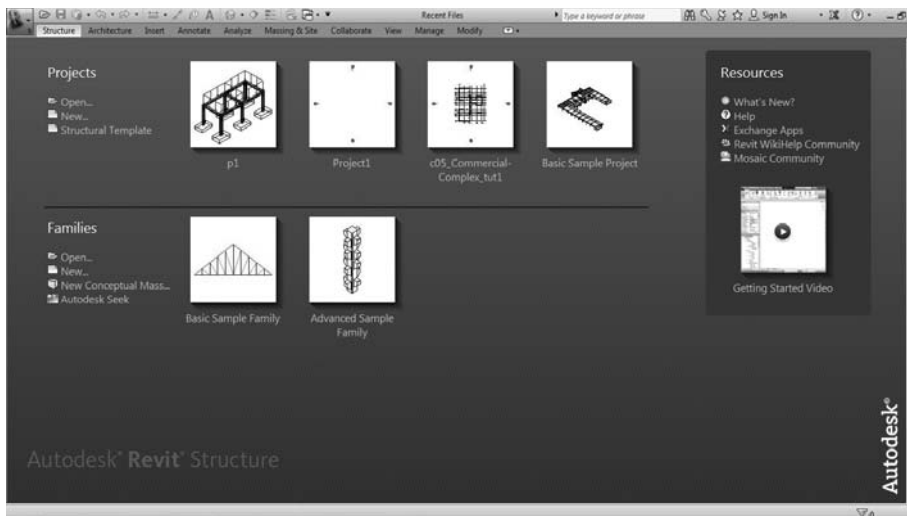 Recent Files
Type a keyword or phrase
Sign In
Structure Architecture Insert Annotate Analyze Massing & Site Collaborate View Manage Modify
Projects
Open...
New...
Structural Template
p1
Project1
c05_Commercial-
Complex_tut1
Basic Sample Project
Families
Open...
New...
New Conceptual Mass...
Autodesk Seek
Basic Sample Family
Advanced Sample
Family
Resources
What's New?
Help
Exchange Apps
Revit WikiHelp Community
Mosaic Community
Getting Started Video
Autodesk® Revit® Structure
Autodesk®